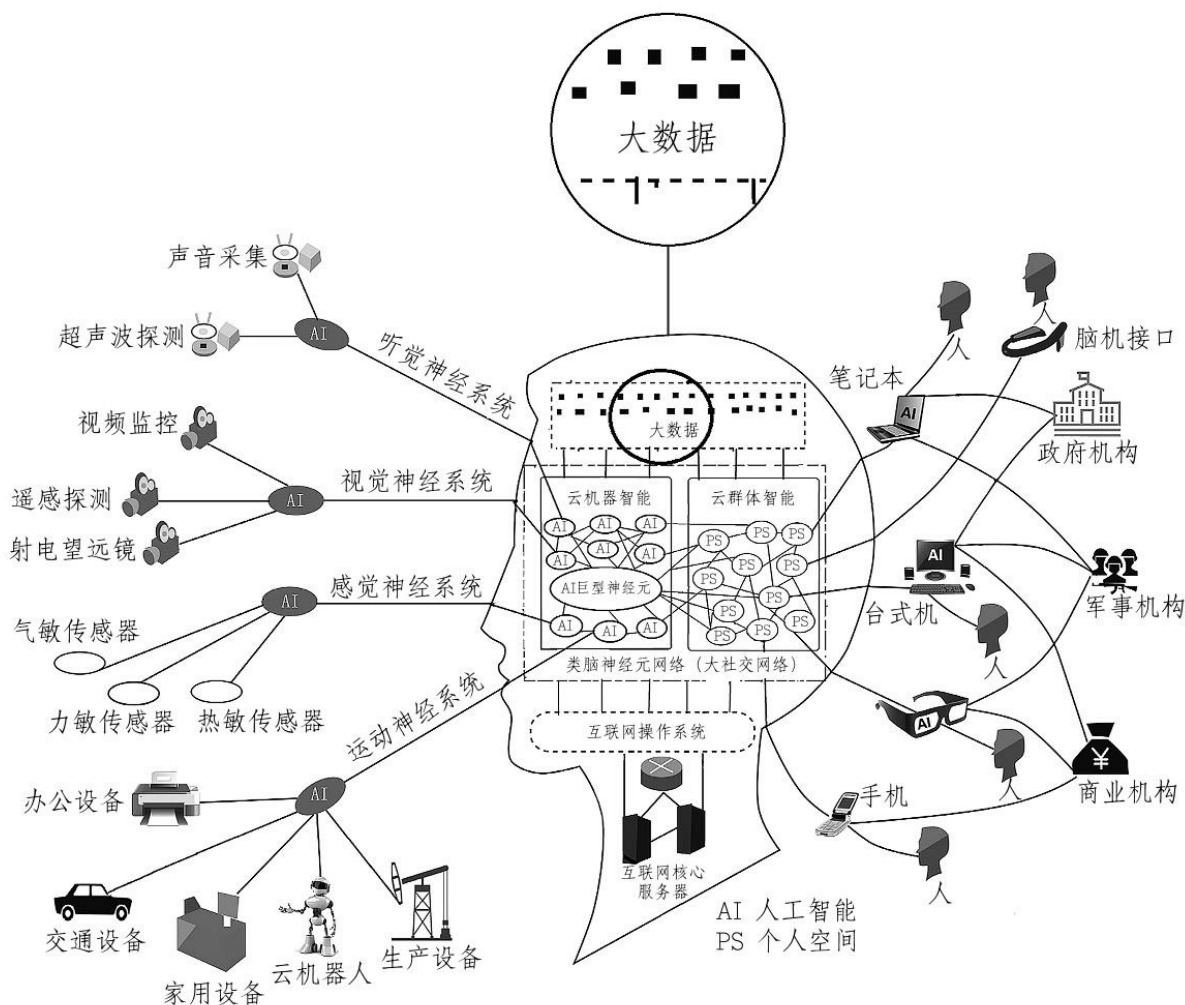 大数据
声音采集
AI
超声波探测
听觉神经系统
视频监控
遥感探测
射电望远镜
AI
视觉神经系统
感觉神经系统
AI
气敏传感器
力敏传感器
热敏传感器
运动神经系统
办公设备
AI
交通设备
家用设备
云机器人
生产设备
大数据
云机器智能
云群体智能
AI
AI
AI
AI
AI
AI
AI巨型神经元
AI
AI
AI
PS
PS
PS
PS
PS
PS
PS
PS
PS
PS
PS
类脑神经元网络（大社交网络）
互联网操作系统
互联网核心
服务器
笔记本
AI
人
人
脑机接口
政府机构
AI
台式机
人
军事机构
AI
人
商业机构
¥
手机
人
AI 人工智能
PS 个人空间